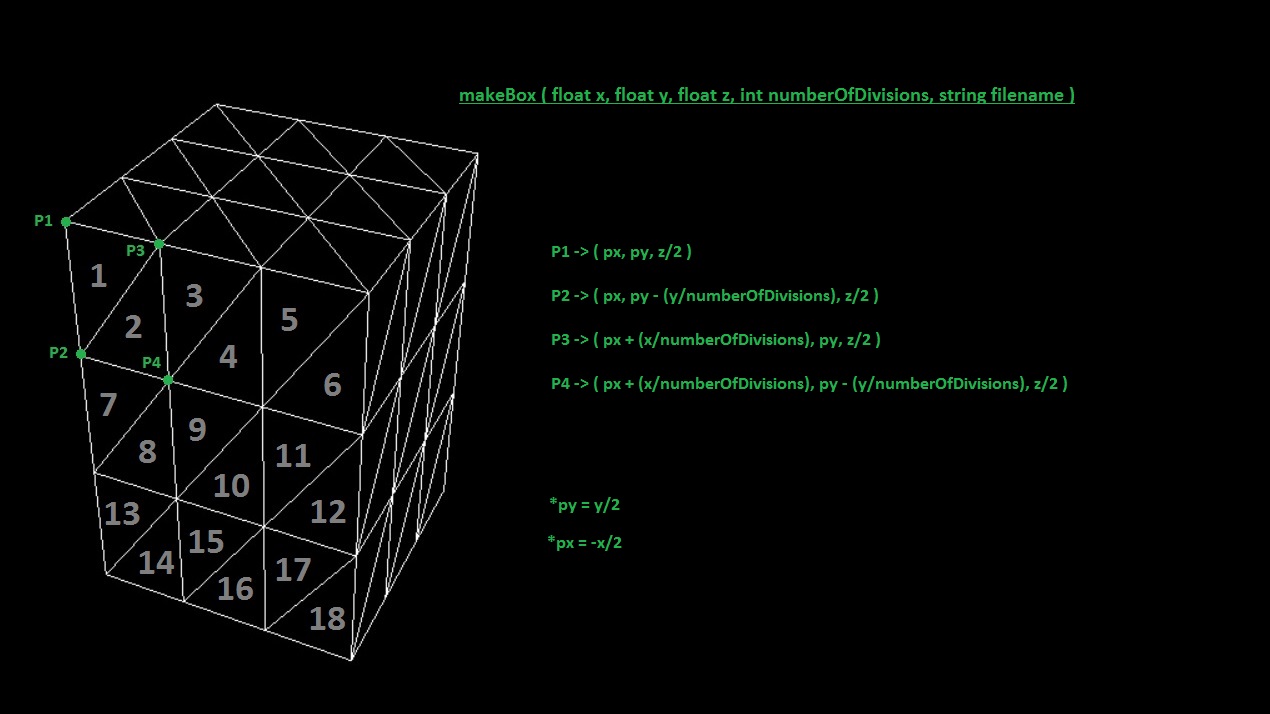 makeBox ( float x, float y, float z, int numberOfDivisions, string filename )
P1
P3
1
3
5
2
4
P2
P4
6
7
9
8
11
10
12
13
15
14
17
16
18
P1 -> ( px, py, z/2 )
P2 -> ( px, py - (y/numberOfDivisions), z/2 )
P3 -> ( px + (x/numberOfDivisions), py, z/2 )
P4 -> ( px + (x/numberOfDivisions), py - (y/numberOfDivisions), z/2 )
*py = y/2
*px = -x/2